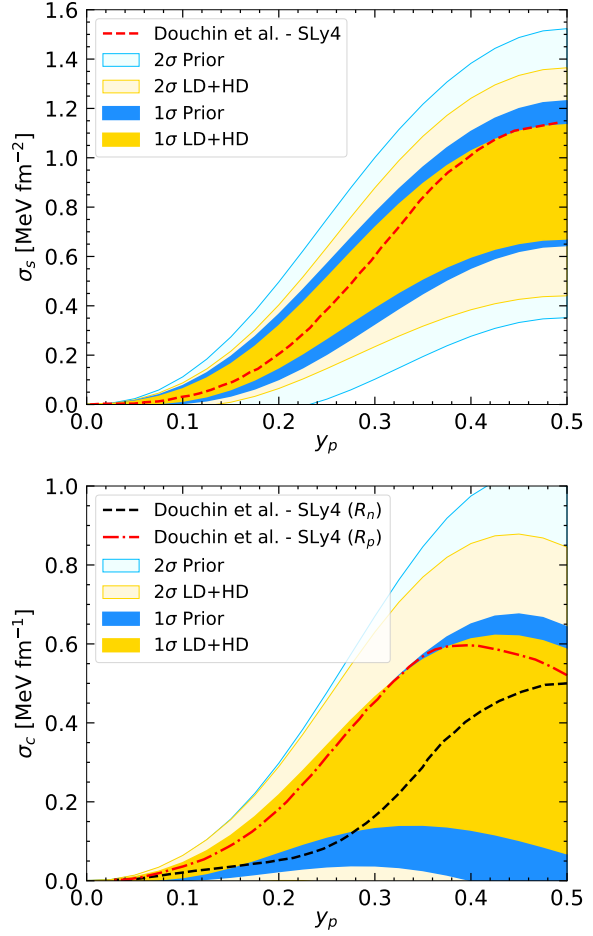 1.6
1.4
1.2
1.0
0.8
0.6
0.4
0.2
0.0
σs [MeV fm−2]
Douchin et al. - SLy4
2σ Prior
2σ LD+HD
1σ Prior
1σ LD+HD
0.0 0.1 0.2 0.3 0.4 0.5
yp
1.0
0.8
0.6
0.4
0.2
0.0
σc [MeV fm−1]
Douchin et al. - SLy4 (Rn)
Douchin et al. - SLy4 (Rp)
2σ Prior
2σ LD+HD
1σ Prior
1σ LD+HD
0.0 0.1 0.2 0.3 0.4 0.5
yp